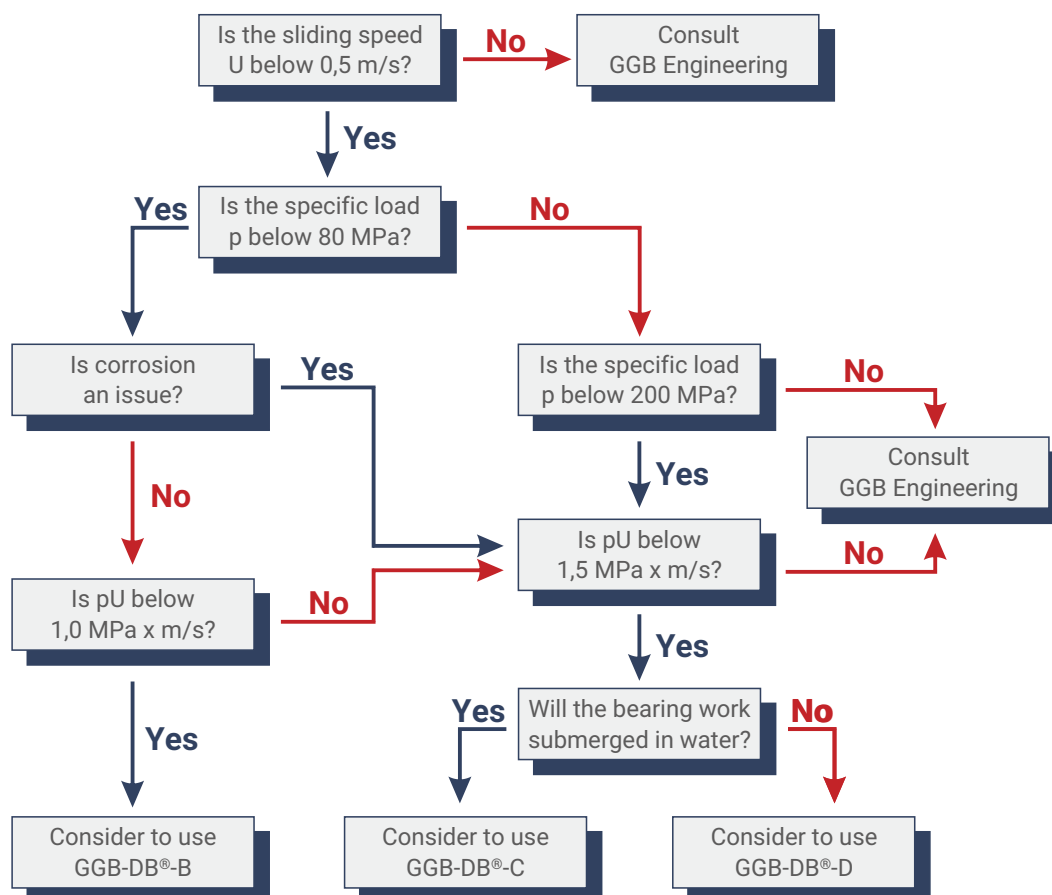 Is the sliding speed
U below 0,5 m/s?
No
Consult
GGB Engineering
Yes
Yes
Is the specific load
p below 80 MPa?
No
Is corrosion
an issue?
Yes
Is the specific load
p below 200 MPa?
No
Consult
GGB Engineering
No
Yes
Is pU below
1,0 MPa x m/s?
No
Is pU below
1,5 MPa x m/s?
No
Yes
Yes
Yes
Will the bearing work
submerged in water?
No
Consider to use
GGB-DB®-B
Consider to use
GGB-DB®-C
Consider to use
GGB-DB®-D